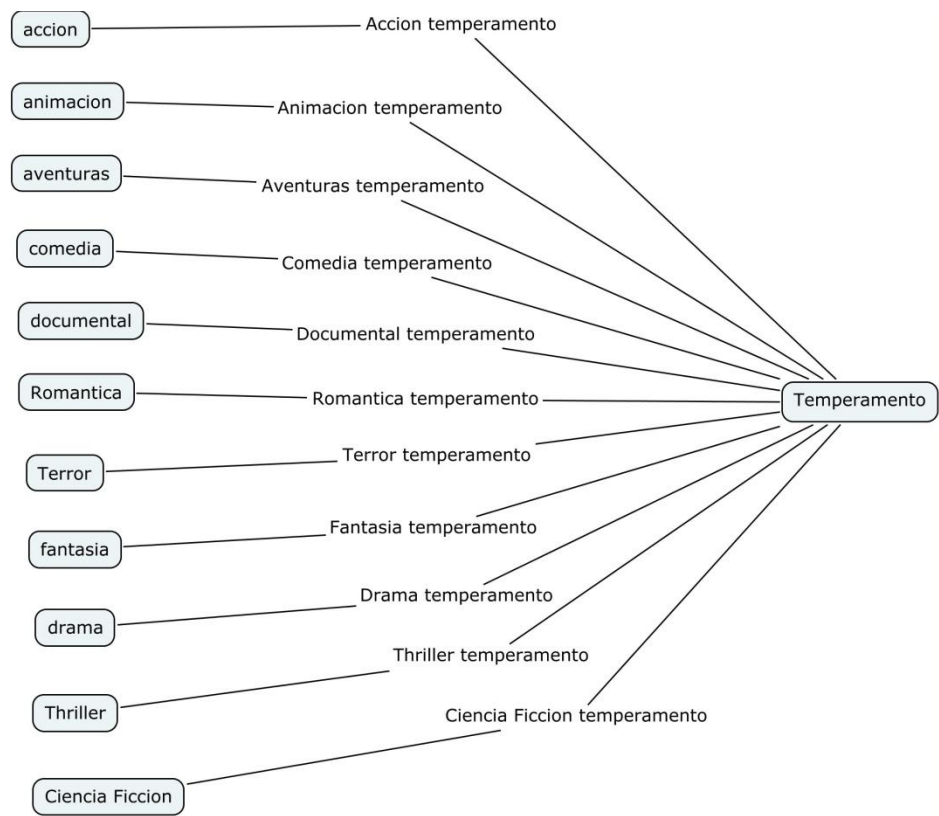 accion
Accion temperamento
animacion
Animacion temperamento
aventuras
Aventuras temperamento
comedia
Comedia temperamento
documental
Documental temperamento
Romantica
Romantica temperamento
Temperamento
Terror
Terror temperamento
fantasia
Fantasia temperamento
drama
Drama temperamento
Thriller
Thriller temperamento
Ciencia Ficcion
Ciencia Ficcion temperamento